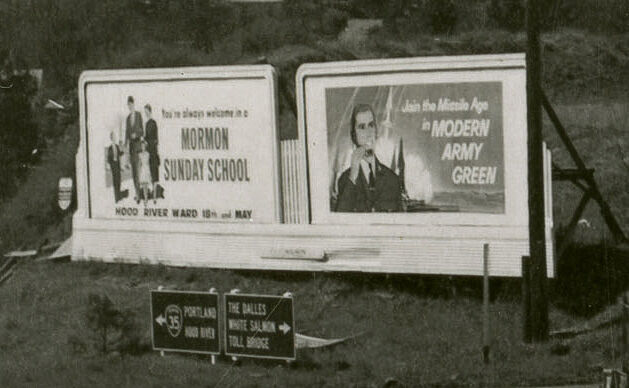 You're always welcome in a
MORMON
SUNDAY SCHOOL
HOOD RIVER WARD 18th and MAY
Join the Missile Age
in MODERN
ARMY
GREEN
35
PORTLAND
HOOD RIVER
THE DALLES
WHITE SALMON
TOLL BRIDGE